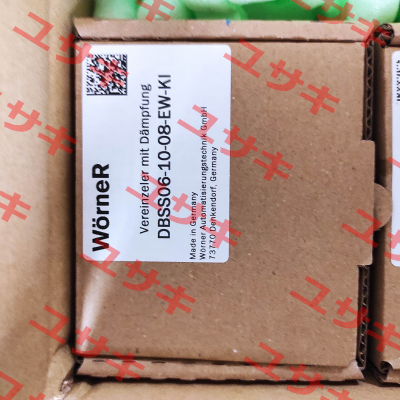 WörneR
Vereinzeler mit Dämpfung
DBSS06-10-08-EW-KI
Made in Germany
Wörner Automatisierungstechnik GmbH
73770 Denkendorf, Germany
ユサキ